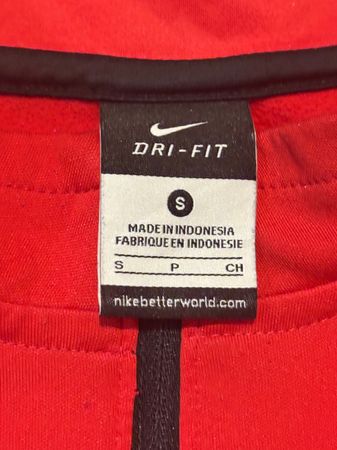 DRI-FIT
S
MADE IN INDONESIA
FABRIQUE EN INDONESIE
S P CH
nikebetterworld.com